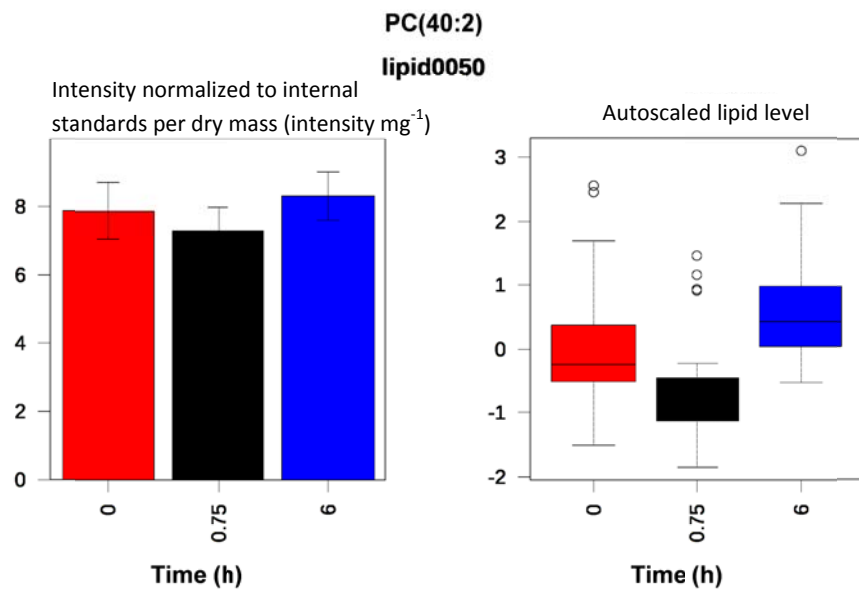 PC(40:2)
lipid0050
Intensity normalized to internal
standards per dry mass (intensity mg⁻¹)
8
6
4
2
0
0
0.75
6
Time (h)
Autoscaled lipid level
3
2
1
0
-1
-2
0
0.75
6
Time (h)